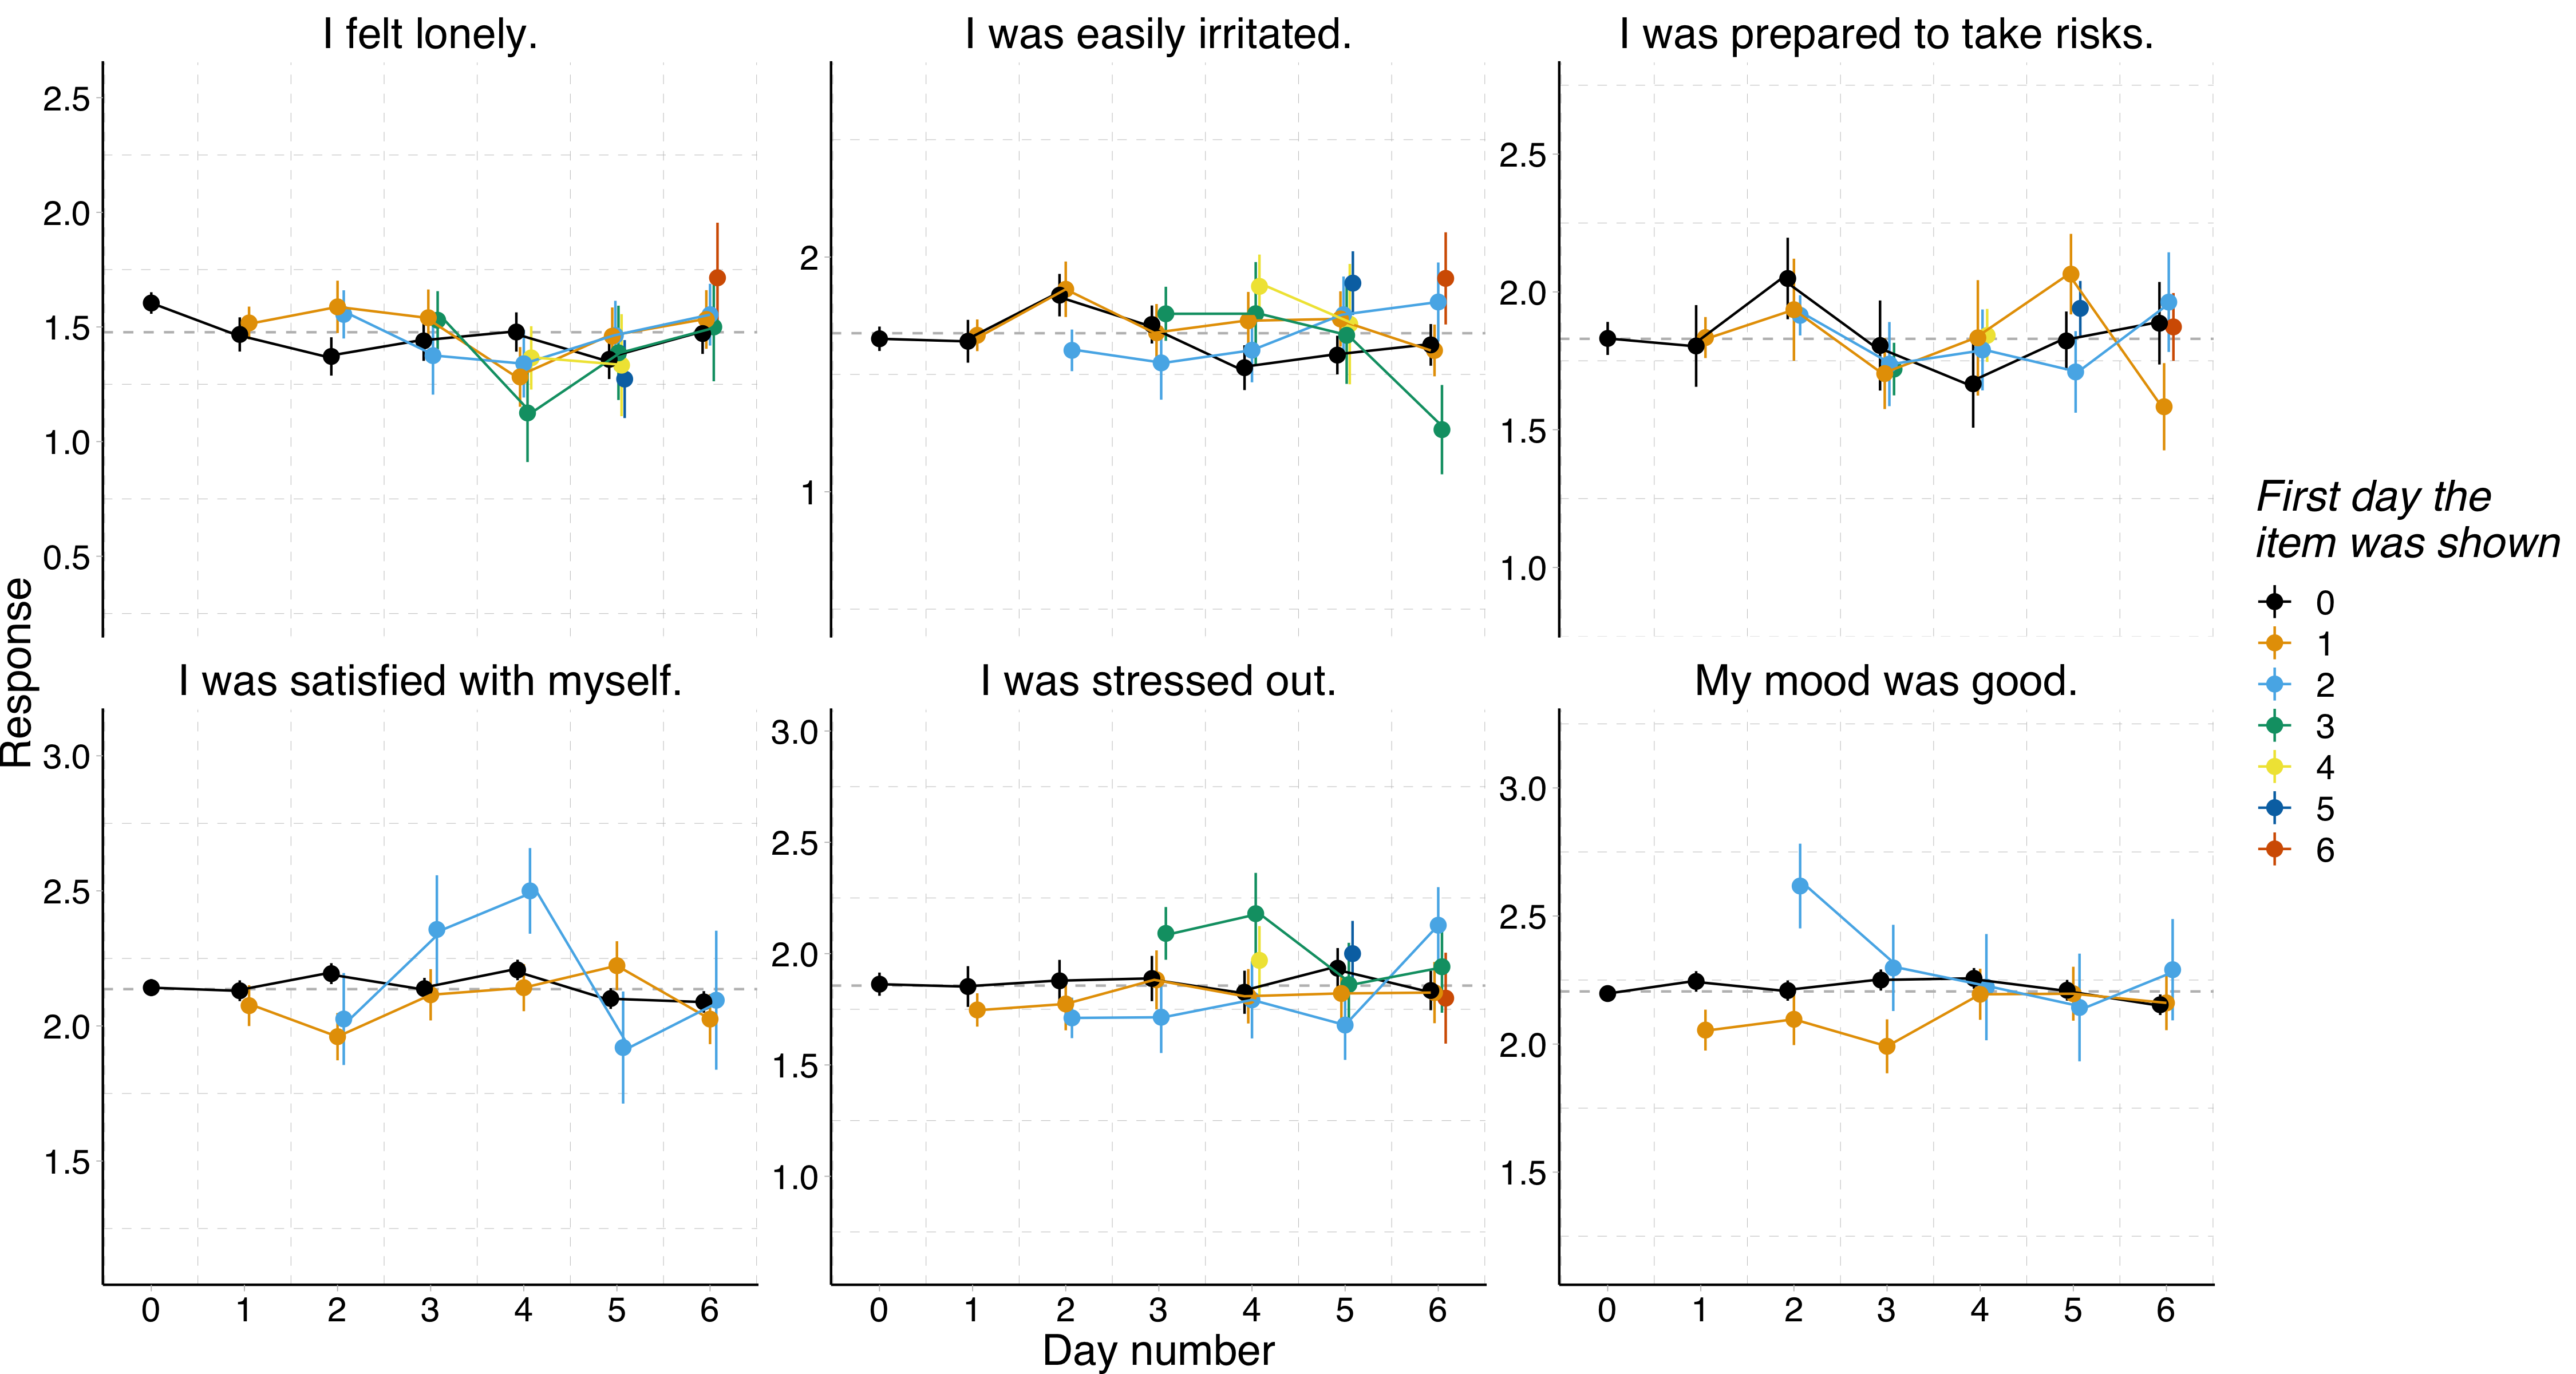 I felt lonely.
I was easily irritated.
I was prepared to take risks.
2.5
2.0
1.5
1.0
0.5
2
1
2.5
2.0
1.5
1.0
Response
I was satisfied with myself.
I was stressed out.
My mood was good.
3.0
2.5
2.0
1.5
3.0
2.5
2.0
1.5
1.0
3.0
2.5
2.0
1.5
0 1 2 3 4 5 6
0 1 2 3 4 5 6
0 1 2 3 4 5 6
Day number
First day the
item was shown
0
1
2
3
4
5
6